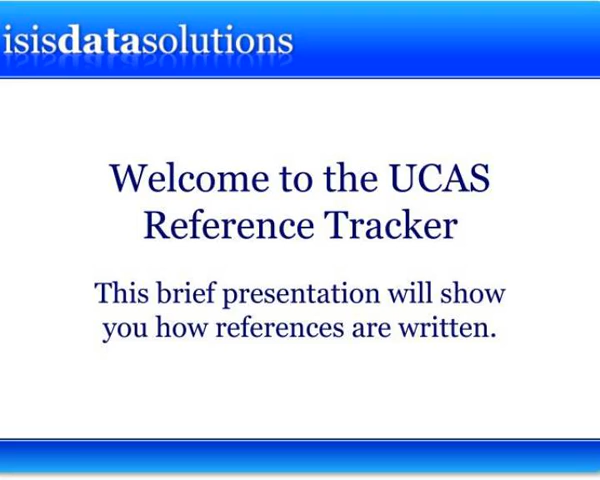 isisdatasolutions
Welcome to the UCAS
Reference Tracker
This brief presentation will show
you how references are written.